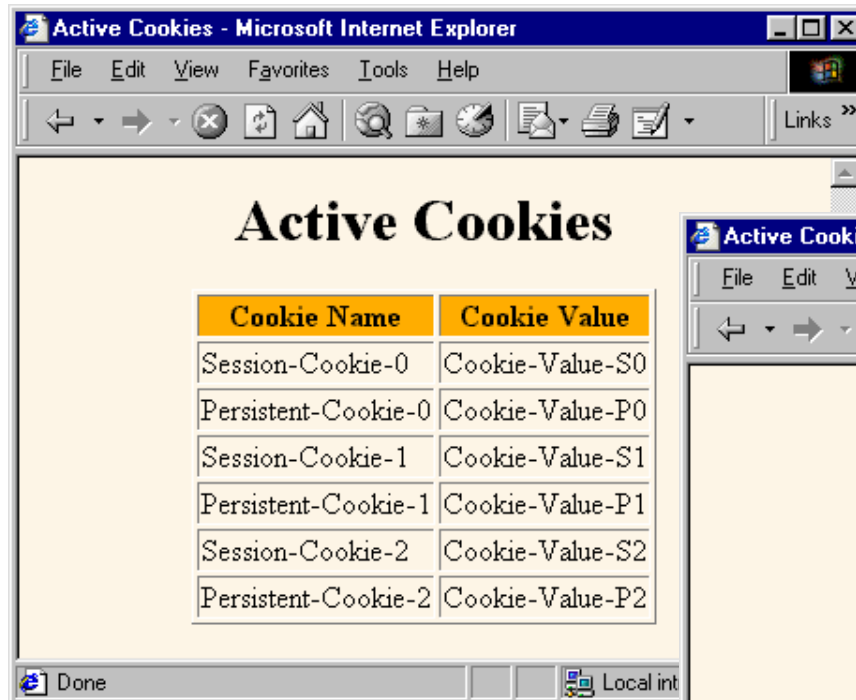 Active Cookies - Microsoft Internet Explorer
File Edit View Favorites Tools Help
Links »
Active Cookies
Cookie Name Cookie Value
Session-Cookie-0 Cookie-Value-S0
Persistent-Cookie-0 Cookie-Value-P0
Session-Cookie-1 Cookie-Value-S1
Persistent-Cookie-1 Cookie-Value-P1
Session-Cookie-2 Cookie-Value-S2
Persistent-Cookie-2 Cookie-Value-P2
Done Local int
Active Cooki
File Edit V